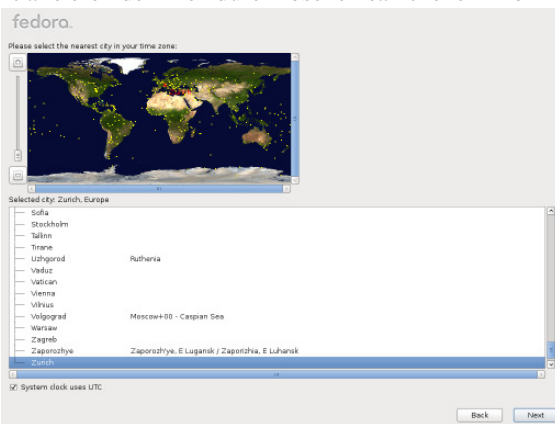 fedora.
Please select the nearest city in your time zone:
Selected city: Zurich, Europe
Sofia
Stockholm
Tallinn
Tirane
Uzhgorod Ruthenia
Vaduz
Vatican
Vienna
Vilnius
Volgograd Moscow+00 - Caspian Sea
Warsaw
Zagreb
Zaporozhye Zaporozh'ye, E Lugansk / Zaporizhia, E Luhansk
Zurich
System clock uses UTC
Back Next